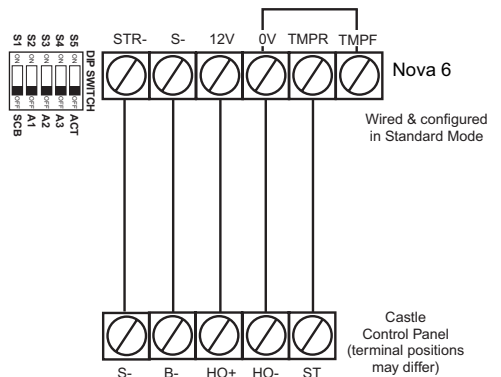 STR- S- 12V 0V TMPR TMPF
Nova 6
Wired & configured
in Standard Mode
DIP SWITCH
S1 S2 S3 S4 S5
ON ON ON ON ON
OFF OFF OFF OFF OFF
SCB A1 A2 A3 ACT
Castle
Control Panel
(terminal positions
may differ)
S- B- HO+ HO- ST